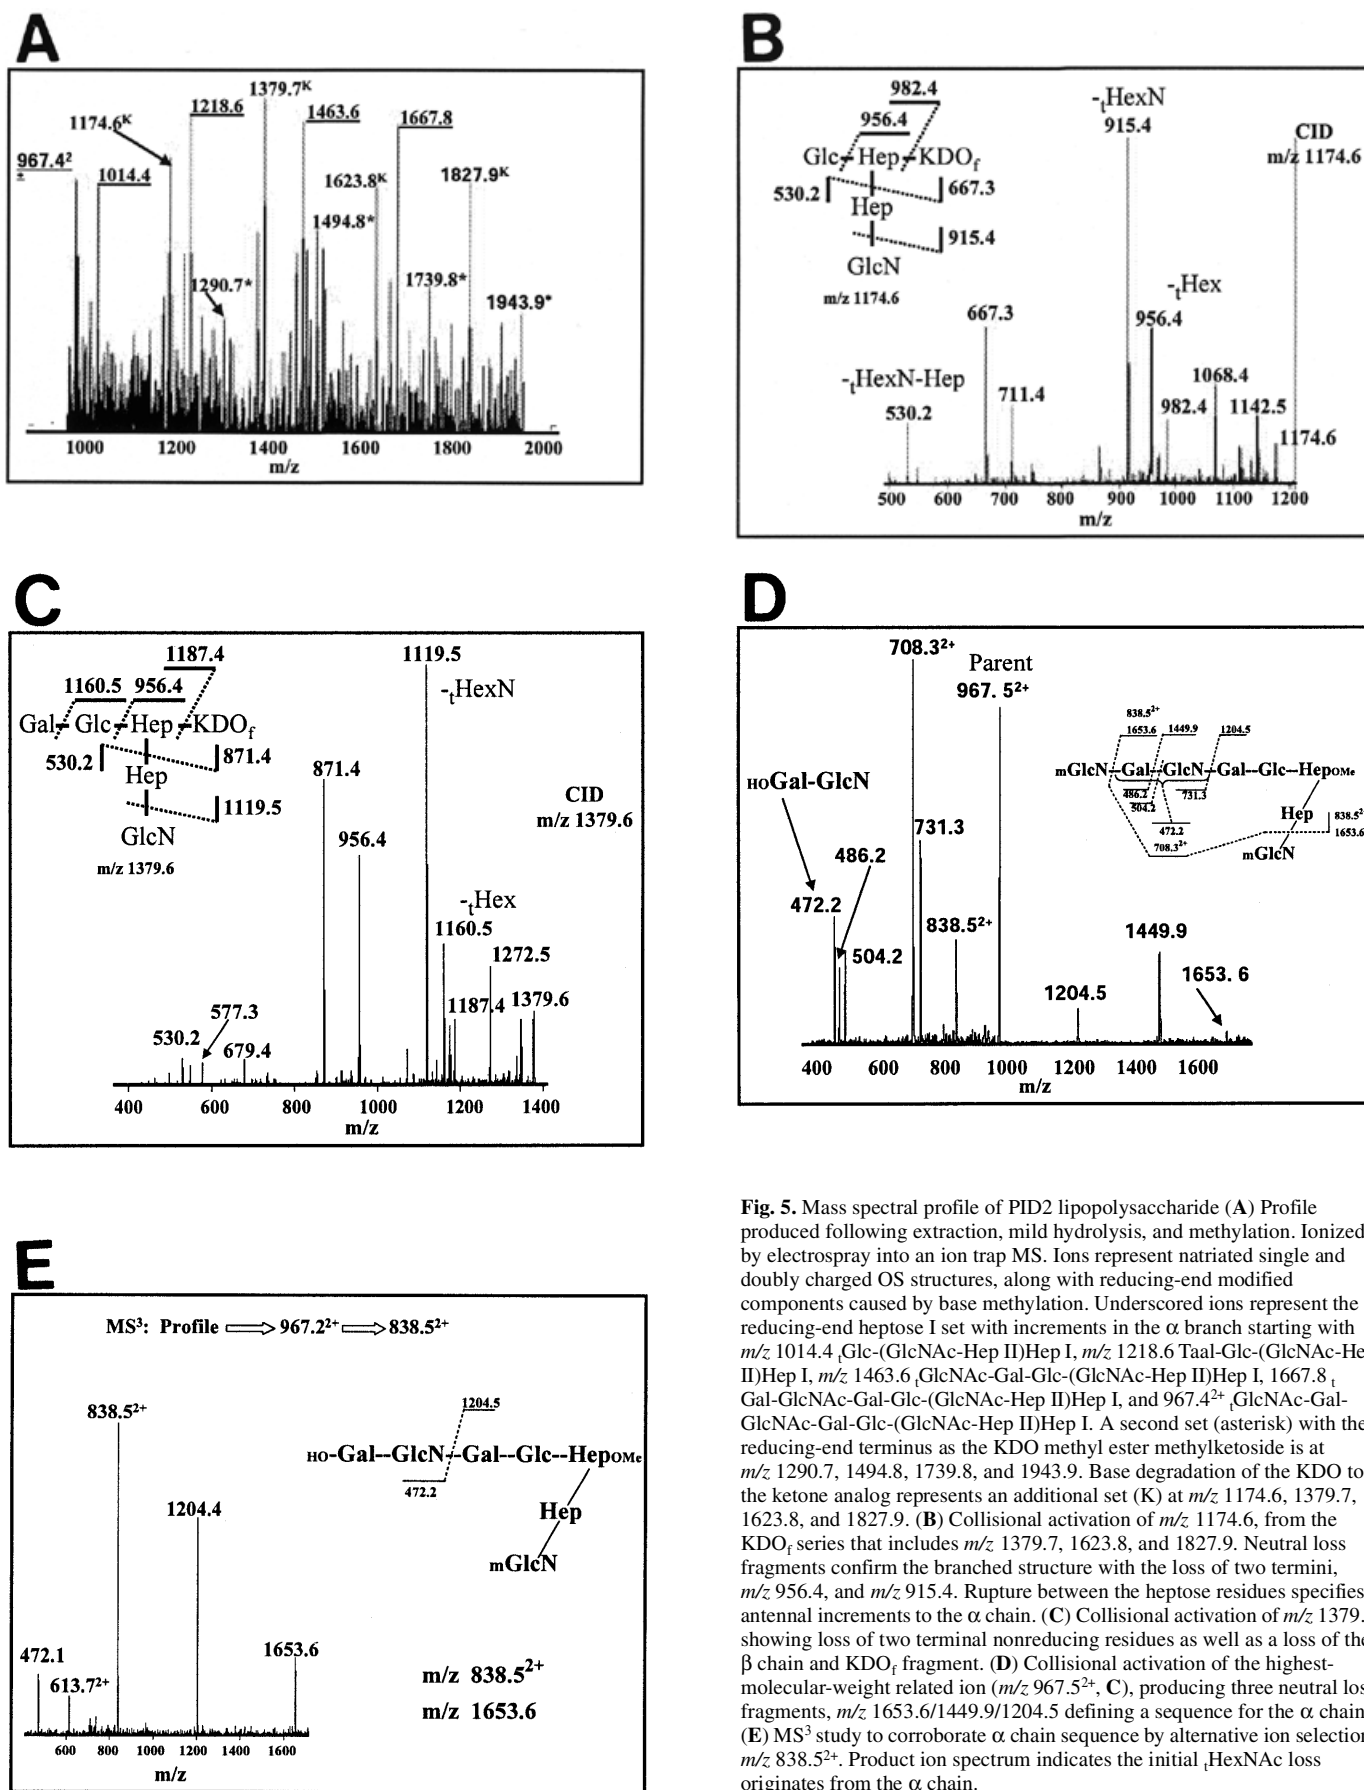 A
1379.7K
1218.6
1463.6
1667.8
1174.6K
967.42
±
1014.4
1623.8K
1827.9K
1494.8*
1290.7*
1739.8*
1943.9*
1000 1200 1400 1600 1800 2000
m/z
B
982.4
956.4
Glc-Hep-KDOf
530.2
667.3
Hep
915.4
GlcN
m/z 1174.6
-tHexN
915.4
CID
m/z 1174.6
-tHex
667.3
956.4
-tHexN-Hep
711.4
530.2
1068.4
982.4
1142.5
1174.6
500 600 700 800 900 1000 1100 1200
m/z
C
1187.4
1160.5 956.4
Gal-Glc-Hep-KDOf
530.2
871.4
Hep
1119.5
GlcN
m/z 1379.6
1119.5
-tHexN
871.4
CID
m/z 1379.6
956.4
-tHex
1160.5
1272.5
1187.4
1379.6
577.3
530.2
679.4
400 600 800 1000 1200 1400
m/z
D
708.32+
Parent
967. 52+
838.52+
1653.6 1449.9 1204.5
mGlcN-Gal-GlcN-Gal--Glc--HepOMe
486.2 731.3
504.2
472.2
708.32+
Hep
838.52
1653.6
mGlcN
HOGal-GlcN
731.3
486.2
472.2
838.52+
504.2
1449.9
1653. 6
1204.5
400 600 800 1000 1200 1400 1600
m/z
E
MS3: Profile ⟹ 967.22+ ⟹ 838.52+
838.52+
1204.5
HO-Gal--GlcN-Gal--Glc--HepOMe
472.2
1204.4
Hep
mGlcN
472.1
613.72+
1653.6
m/z 838.52+
m/z 1653.6
600 800 1000 1200 1400 1600
m/z
Fig. 5. Mass spectral profile of PID2 lipopolysaccharide (A) Profile
produced following extraction, mild hydrolysis, and methylation. Ionized
by electrospray into an ion trap MS. Ions represent natriated single and
doubly charged OS structures, along with reducing-end modified
components caused by base methylation. Underscored ions represent the
reducing-end heptose I set with increments in the α branch starting with
m/z 1014.4 tGlc-(GlcNAc-Hep II)Hep I, m/z 1218.6 Taal-Glc-(GlcNAc-He
II)Hep I, m/z 1463.6 tGlcNAc-Gal-Glc-(GlcNAc-Hep II)Hep I, 1667.8 t
Gal-GlcNAc-Gal-Glc-(GlcNAc-Hep II)Hep I, and 967.42+ tGlcNAc-Gal-
GlcNAc-Gal-Glc-(GlcNAc-Hep II)Hep I. A second set (asterisk) with the
reducing-end terminus as the KDO methyl ester methylketoside is at
m/z 1290.7, 1494.8, 1739.8, and 1943.9. Base degradation of the KDO to
the ketone analog represents an additional set (K) at m/z 1174.6, 1379.7,
1623.8, and 1827.9. (B) Collisional activation of m/z 1174.6, from the
KDOf series that includes m/z 1379.7, 1623.8, and 1827.9. Neutral loss
fragments confirm the branched structure with the loss of two termini,
m/z 956.4, and m/z 915.4. Rupture between the heptose residues specifies
antennal increments to the α chain. (C) Collisional activation of m/z 1379.
showing loss of two terminal nonreducing residues as well as a loss of the
β chain and KDOf fragment. (D) Collisional activation of the highest-
molecular-weight related ion (m/z 967.52+, C), producing three neutral los
fragments, m/z 1653.6/1449.9/1204.5 defining a sequence for the α chain
(E) MS3 study to corroborate α chain sequence by alternative ion selection
m/z 838.52+. Product ion spectrum indicates the initial tHexNAc loss
originates from the α chain.